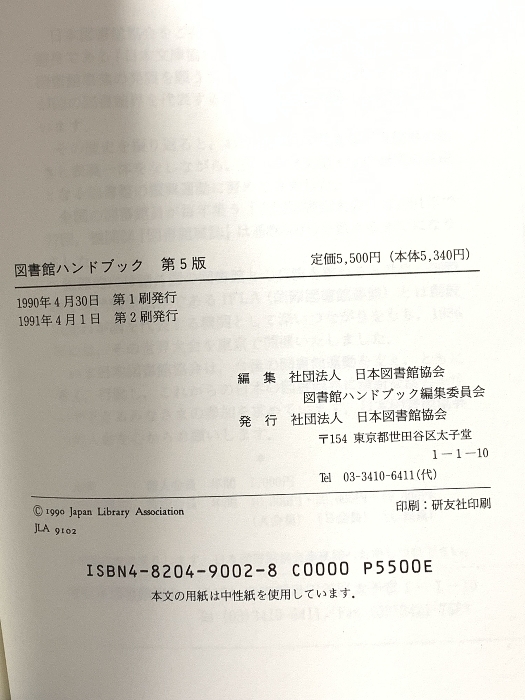 図書館ハンドブック 第5版 定価5,500円（本体5,340円）
1990年4月30日 第1刷発行
1991年4月1日 第2刷発行
編 集 社団法人 日本図書館協会
図書館ハンドブック編集委員会
発 行 社団法人 日本図書館協会
〒154 東京都世田谷区太子堂
1－1－10
℡ 03-3410-6411(代)
©1990 Japan Library Association 印刷：研友社印刷
JLA 9102
ISBN4-8204-9002-8 C0000 P5500E
本文の用紙は中性紙を使用しています.